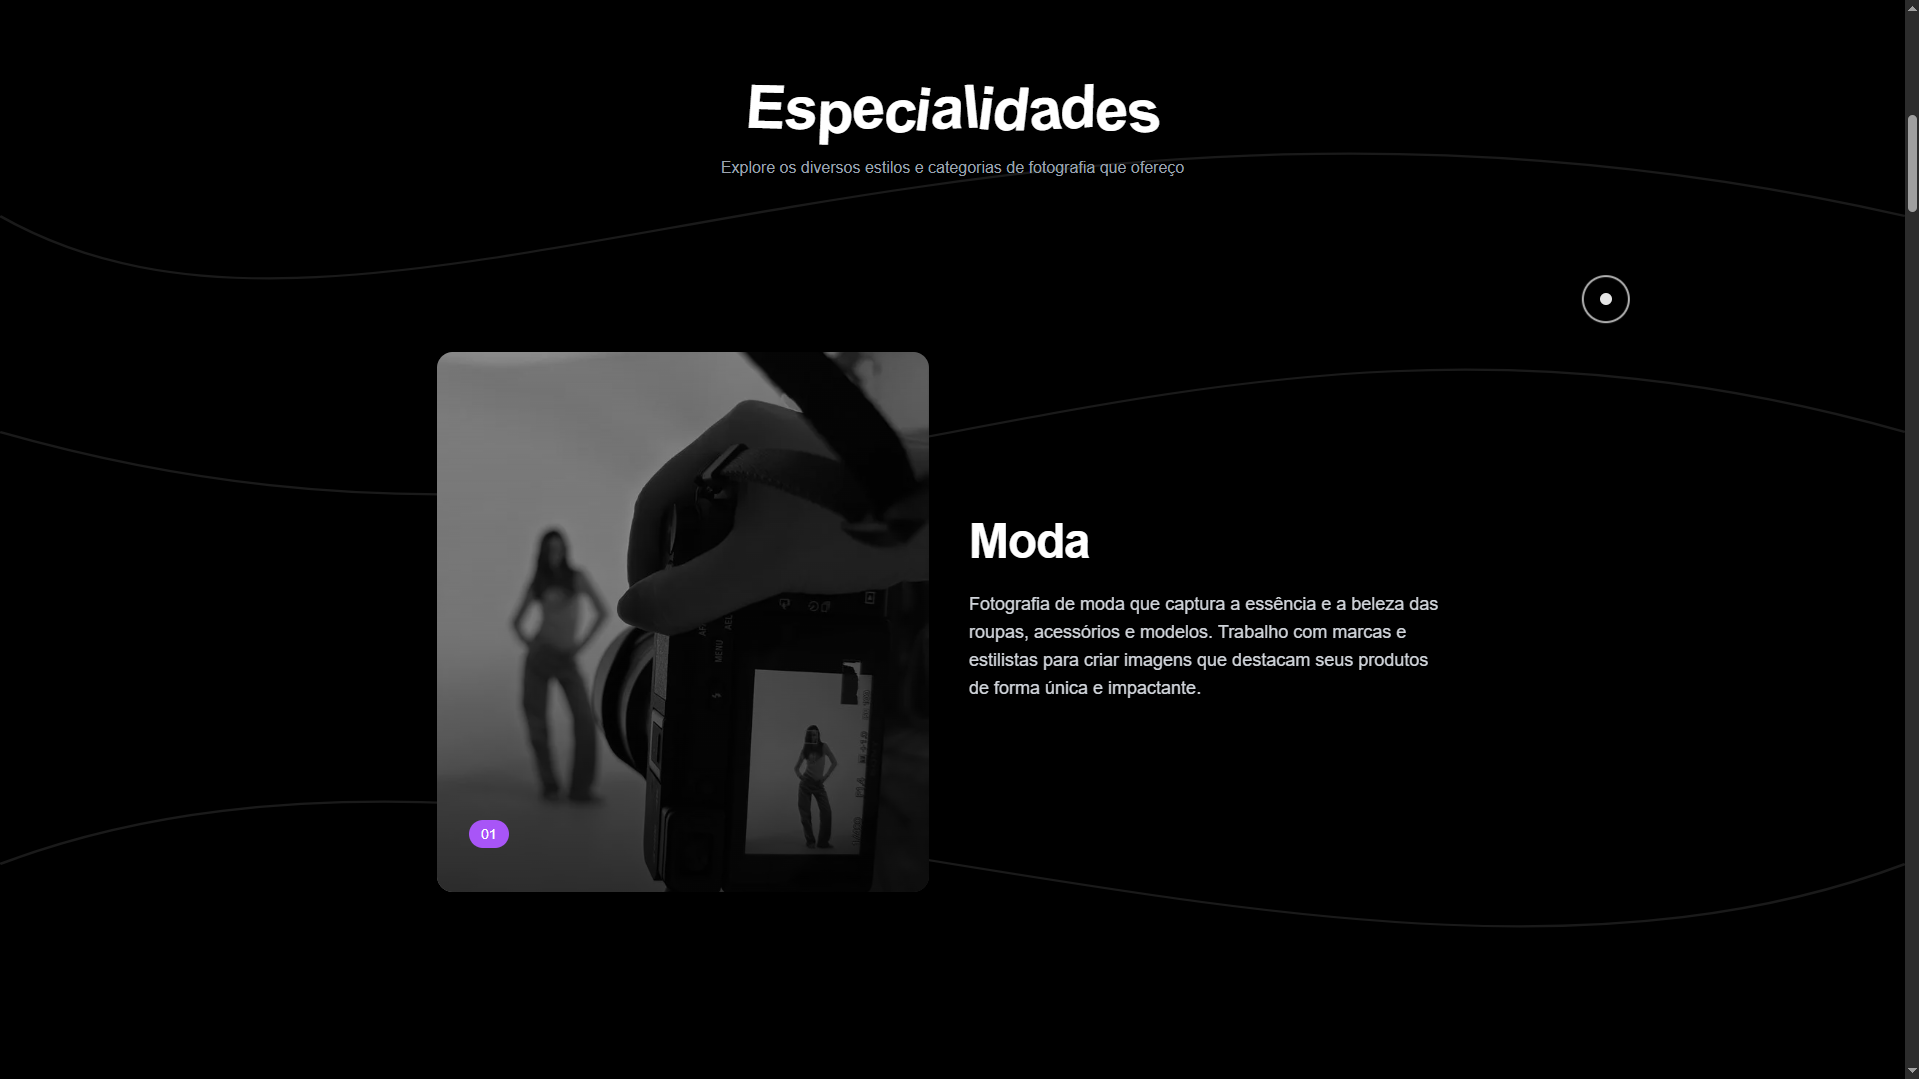 Especialidades
Explore os diversos estilos e categorias de fotografia que ofereço
Moda
Fotografia de moda que captura a essência e a beleza das
roupas, acessórios e modelos. Trabalho com marcas e
estilistas para criar imagens que destacam seus produtos
de forma única e impactante.
MENU
01